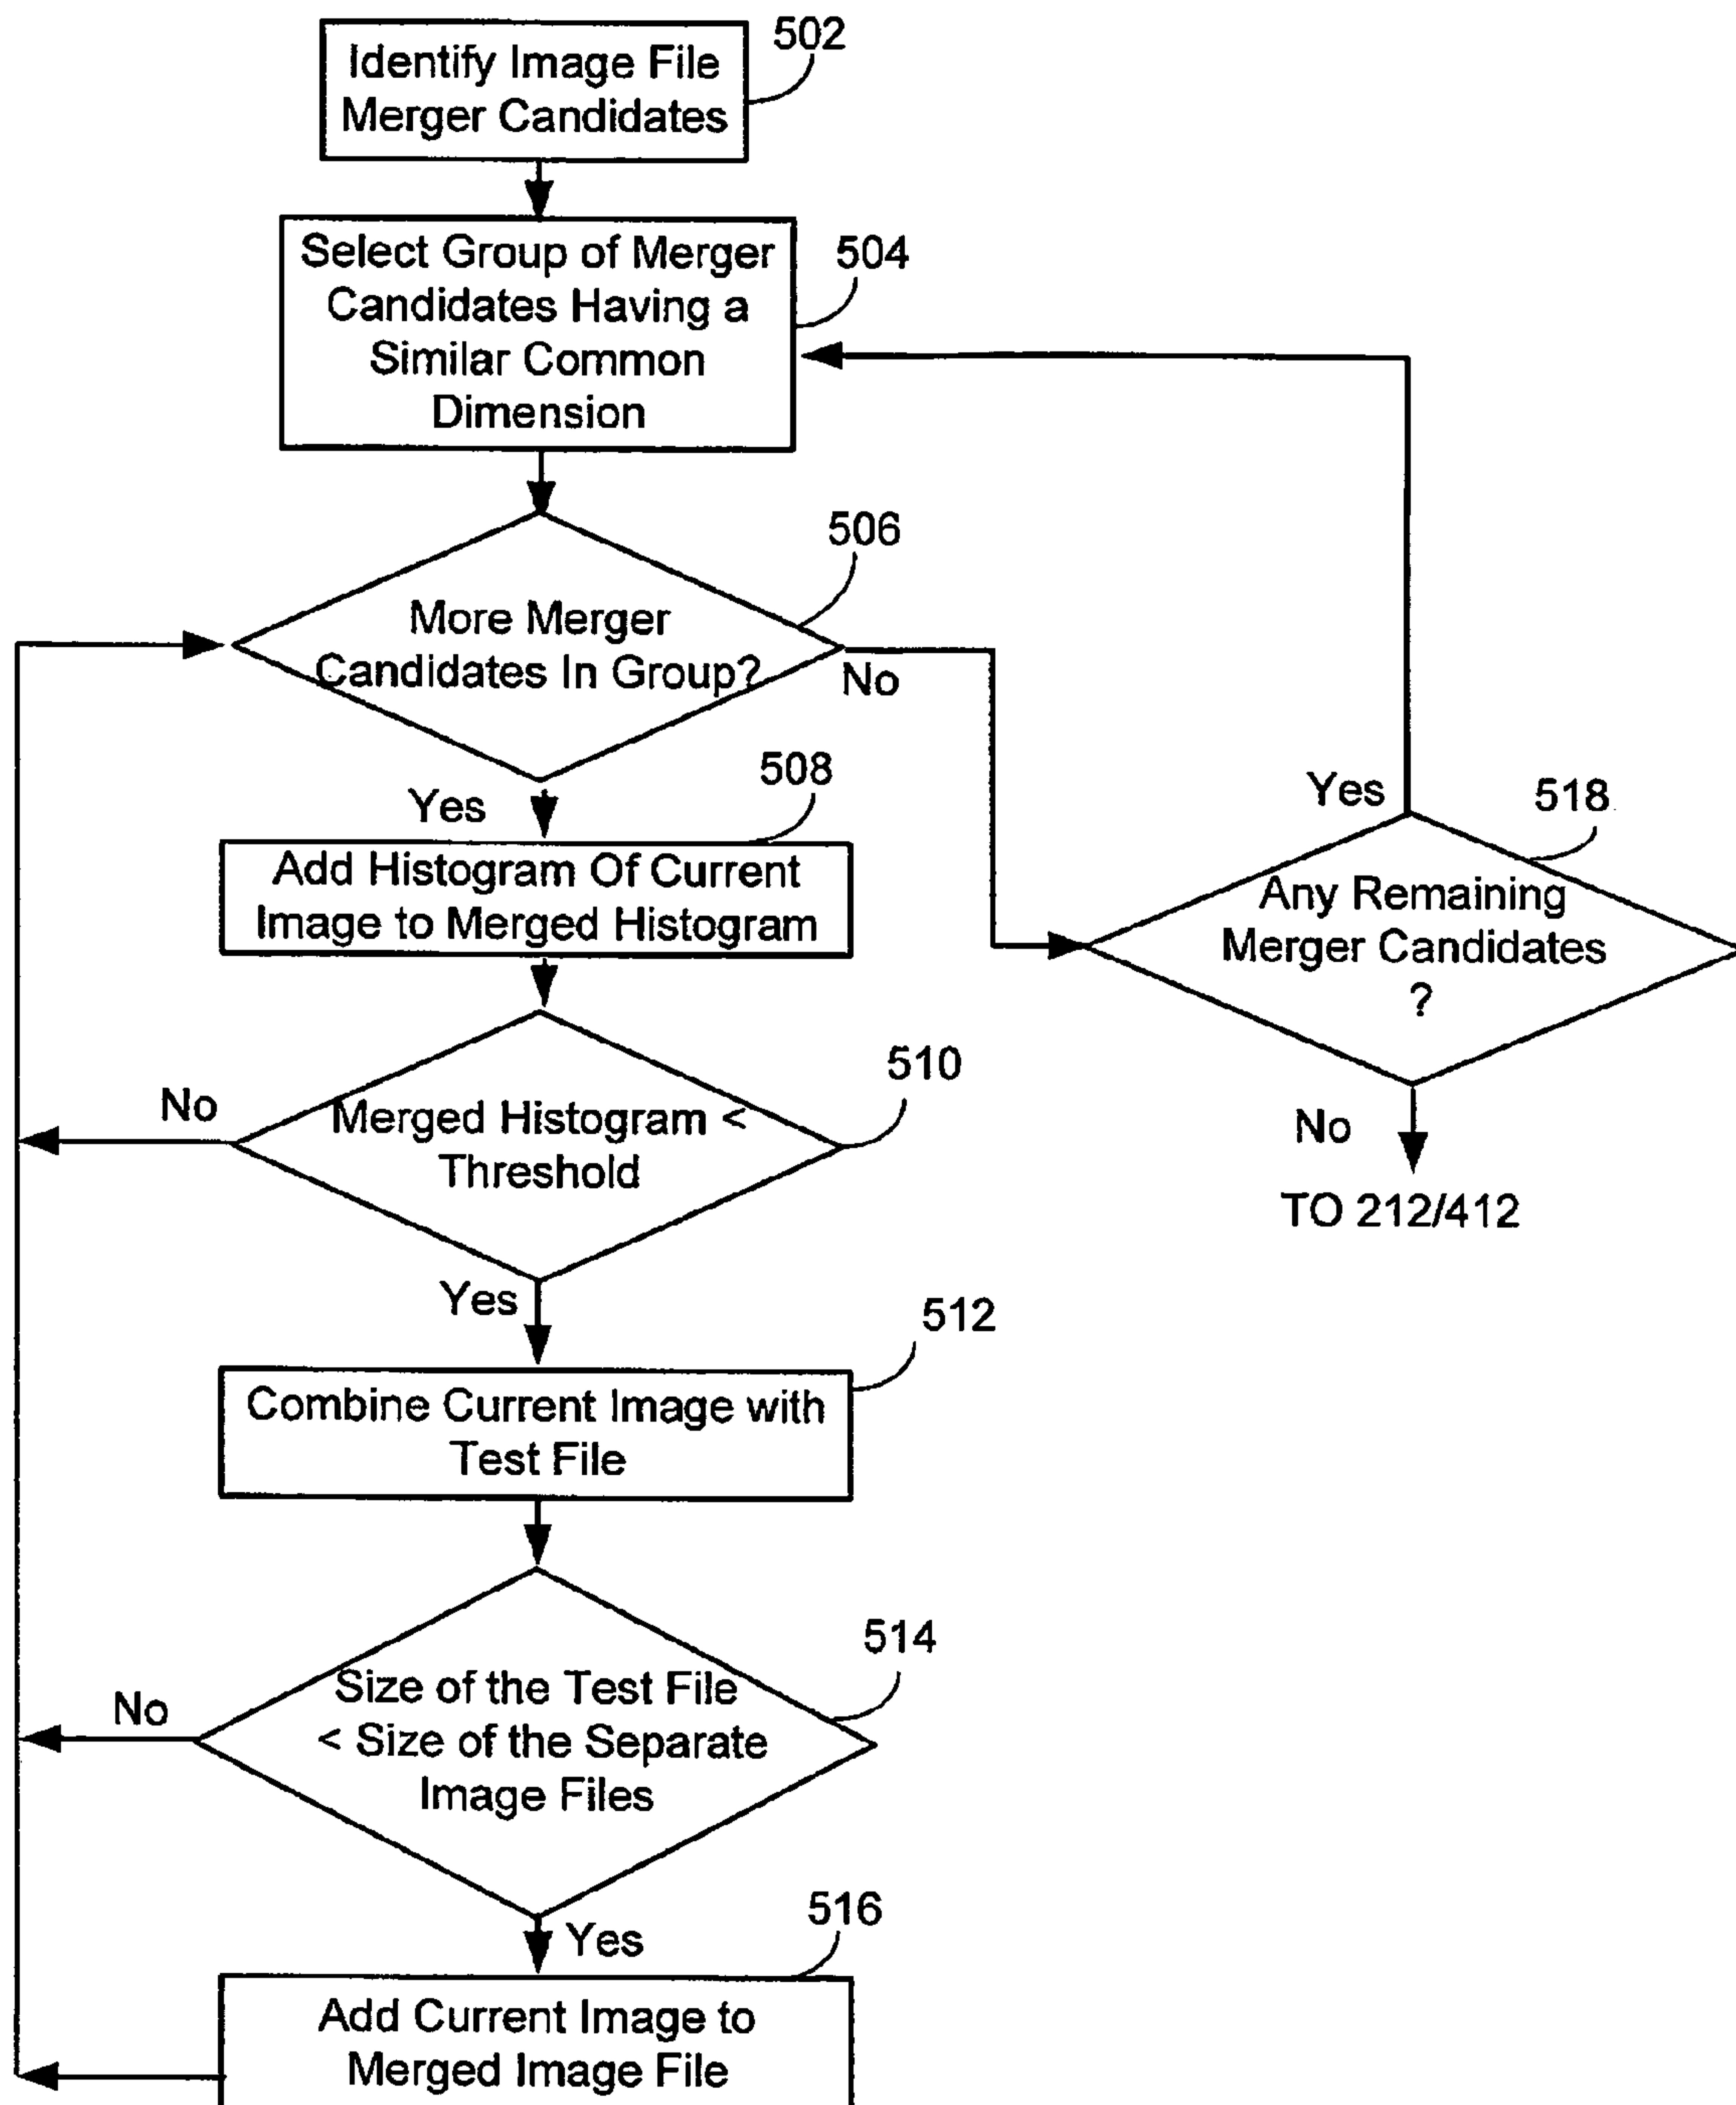 502
Identify Image File
Merger Candidates
504
Select Group of Merger
Candidates Having a
Similar Common
Dimension
506
More Merger
Candidates In Group?
No
Yes
508
Add Histogram Of Current
Image to Merged Histogram
Yes
518
Any Remaining
Merger Candidates
?
No
TO 212/412
510
No
Merged Histogram <
Threshold
Yes
512
Combine Current Image with
Test File
514
No
Size of the Test File
< Size of the Separate
Image Files
Yes
516
Add Current Image to
Merged Image File